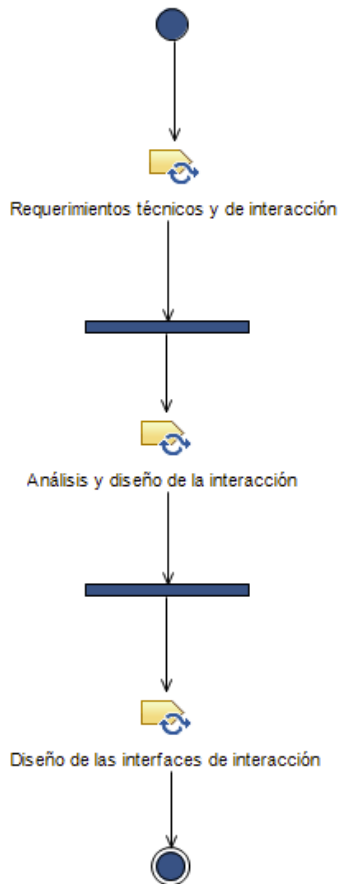 Requerimientos técnicos y de interacción
Análisis y diseño de la interacción
Diseño de las interfaces de interacción